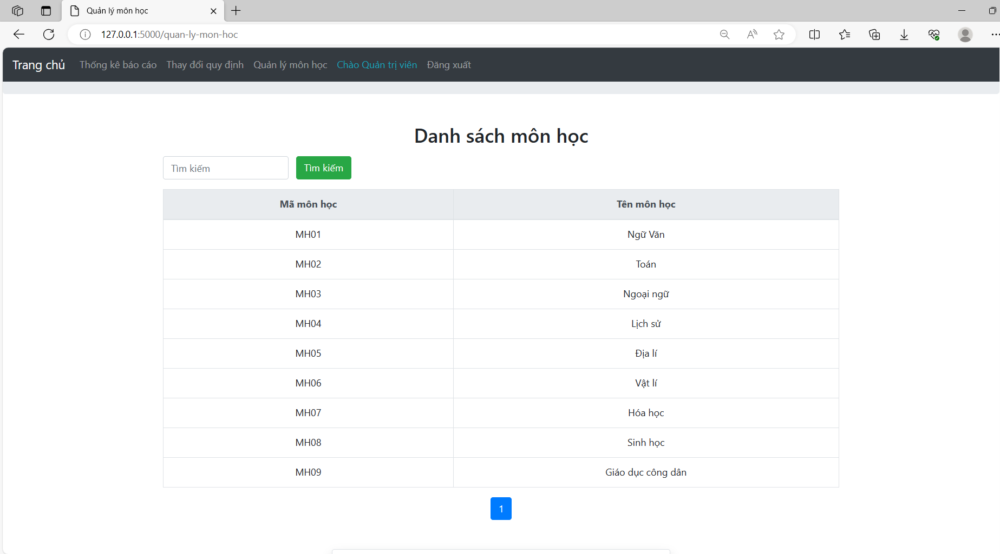 Quản lý môn học
127.0.0.1:5000/quan-ly-mon-hoc
Trang chủ Thống kê báo cáo Thay đổi quy định Quản lý môn học Chào Quản trị viên Đăng xuất
Danh sách môn học
Tìm kiếm Tìm kiếm
Mã môn học Tên môn học
MH01 Ngữ Văn
MH02 Toán
MH03 Ngoại ngữ
MH04 Lịch sử
MH05 Địa lí
MH06 Vật lí
MH07 Hóa học
MH08 Sinh học
MH09 Giáo dục công dân
1